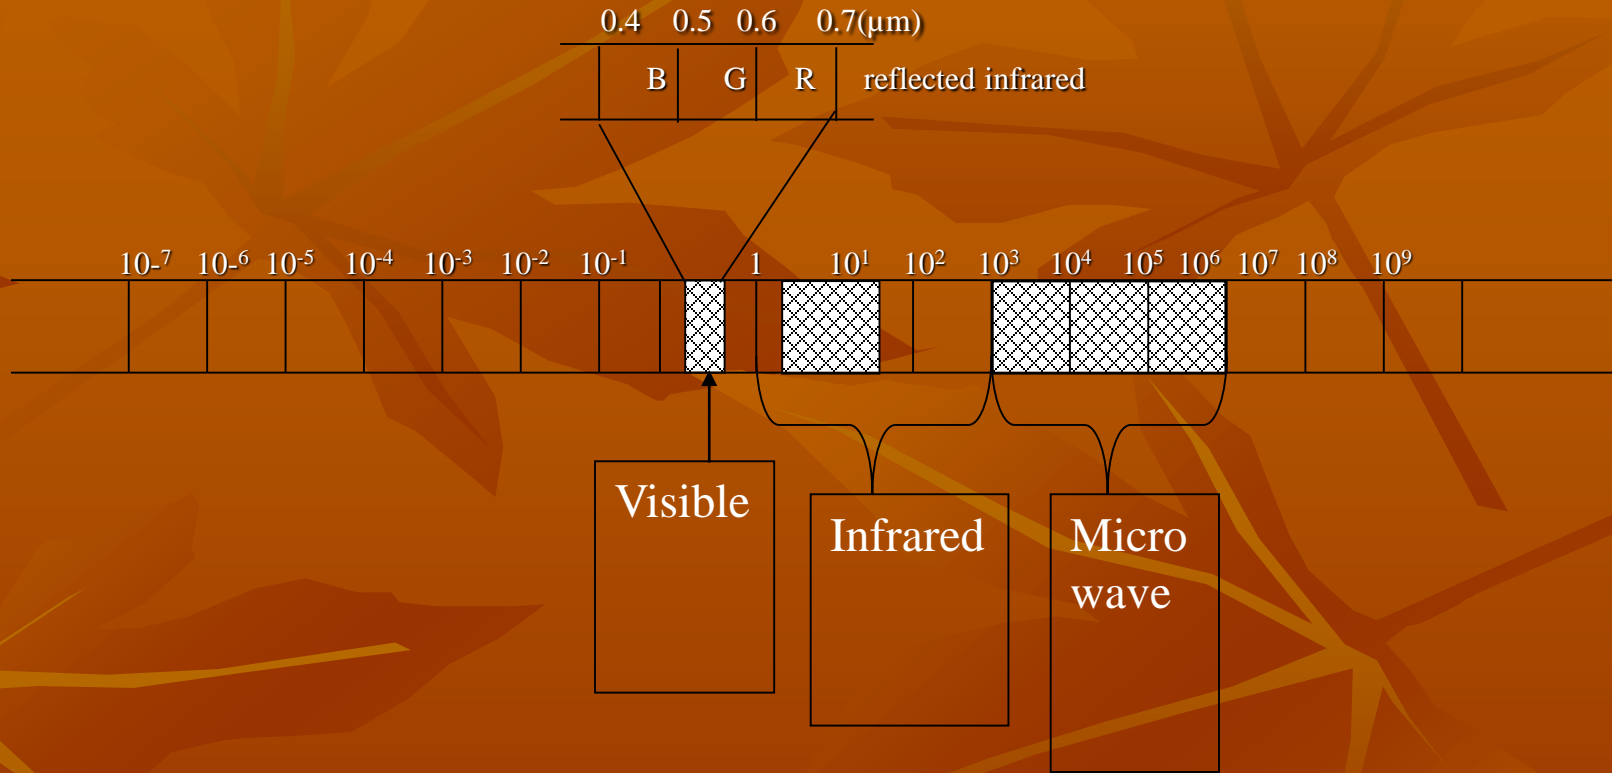 0.4 0.5 0.6 0.7(µm)
B G R reflected infrared
10-⁷ 10-⁶ 10⁻⁵ 10⁻⁴ 10⁻³ 10⁻² 10⁻¹ 1 10¹ 10² 10³ 10⁴ 10⁵ 10⁶ 10⁷ 10⁸ 10⁹
Visible
Infrared
Micro
wave